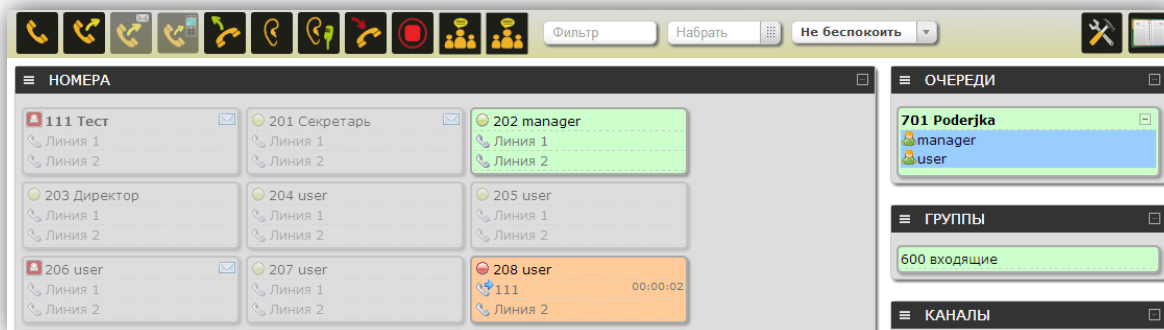 Фильтр Набрать Не беспокоить
НОМЕРА
111 Тест 201 Секретарь 202 manager
Линия 1 Линия 1 Линия 1
Линия 2 Линия 2 Линия 2
203 Директор 204 user 205 user
Линия 1 Линия 1 Линия 1
Линия 2 Линия 2 Линия 2
206 user 207 user 208 user
Линия 1 Линия 1 111 00:00:02
Линия 2 Линия 2 Линия 2
ОЧЕРЕДИ
701 Poderjka
manager
user
ГРУППЫ
600 входящие
КАНАЛЫ